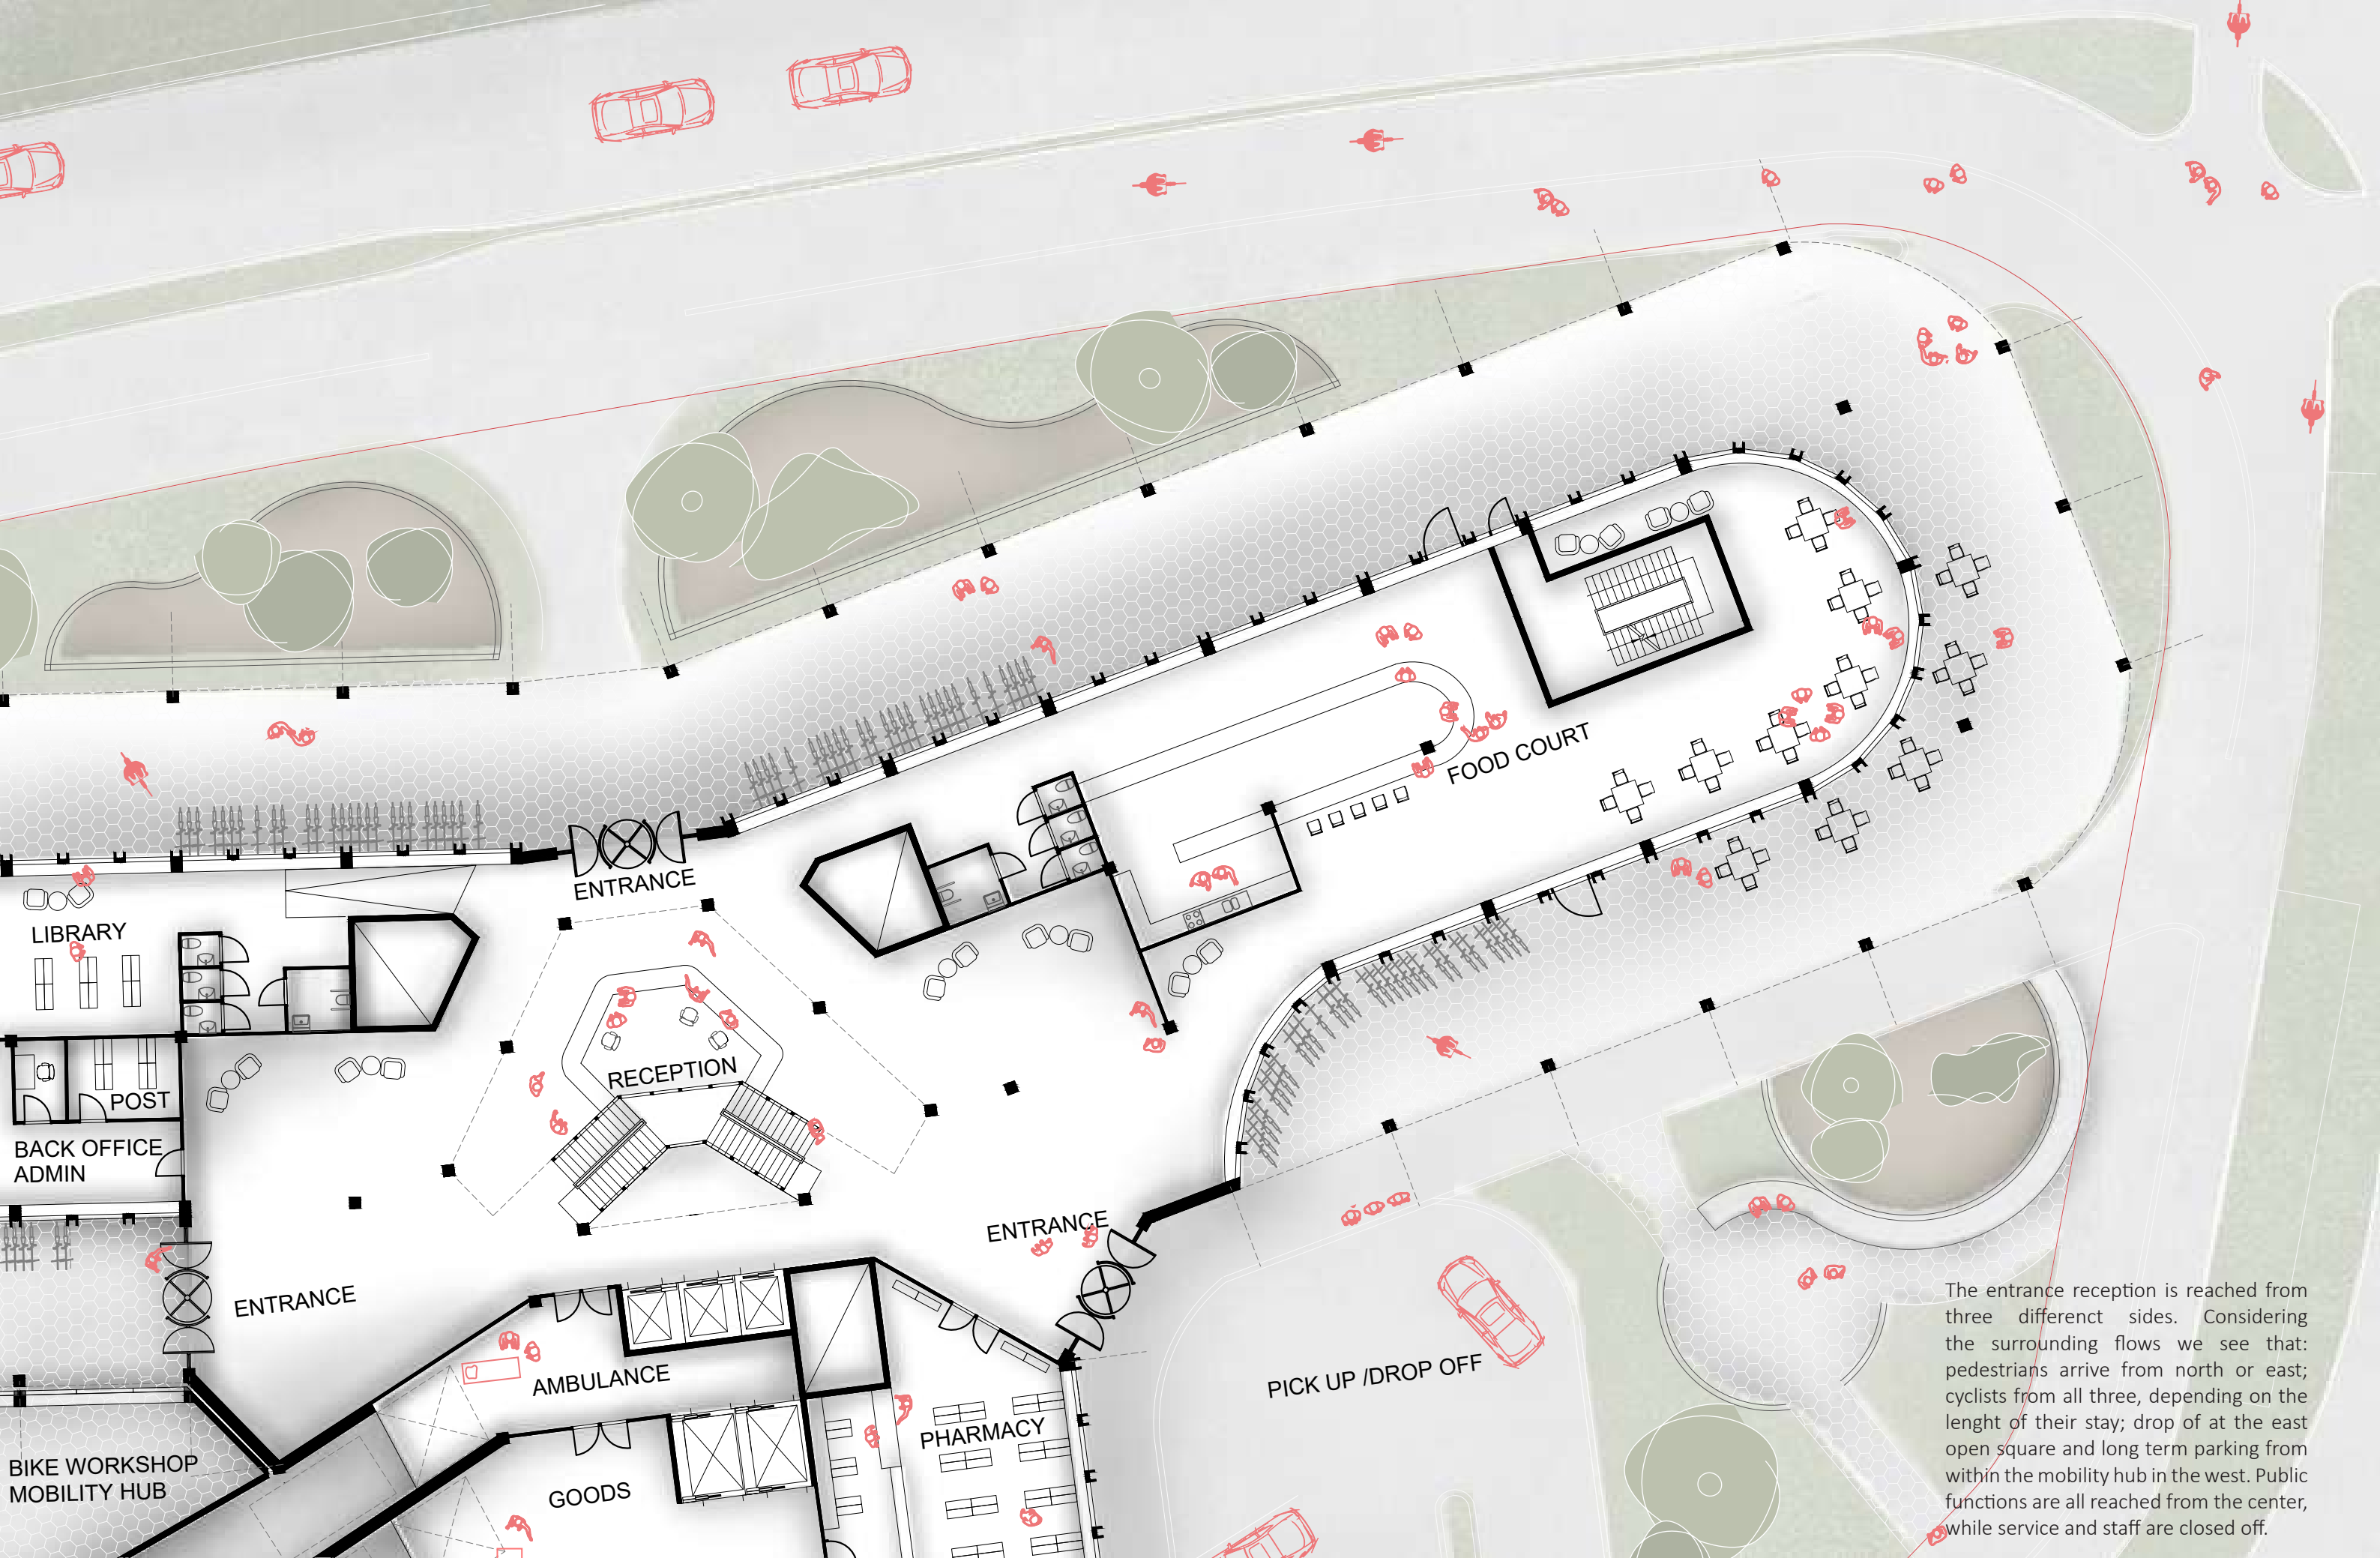 ENTRANCE
LIBRARY
FOOD COURT
RECEPTION
POST
BACK OFFICE
ADMIN
ENTRANCE
ENTRANCE
AMBULANCE
PICK UP /DROP OFF
PHARMACY
BIKE WORKSHOP
MOBILITY HUB
GOODS
The entrance reception is reached from
three differenct sides. Considering
the surrounding flows we see that:
pedestrians arrive from north or east;
cyclists from all three, depending on the
lenght of their stay; drop of at the east
open square and long term parking from
within the mobility hub in the west. Public
functions are all reached from the center,
while service and staff are closed off.